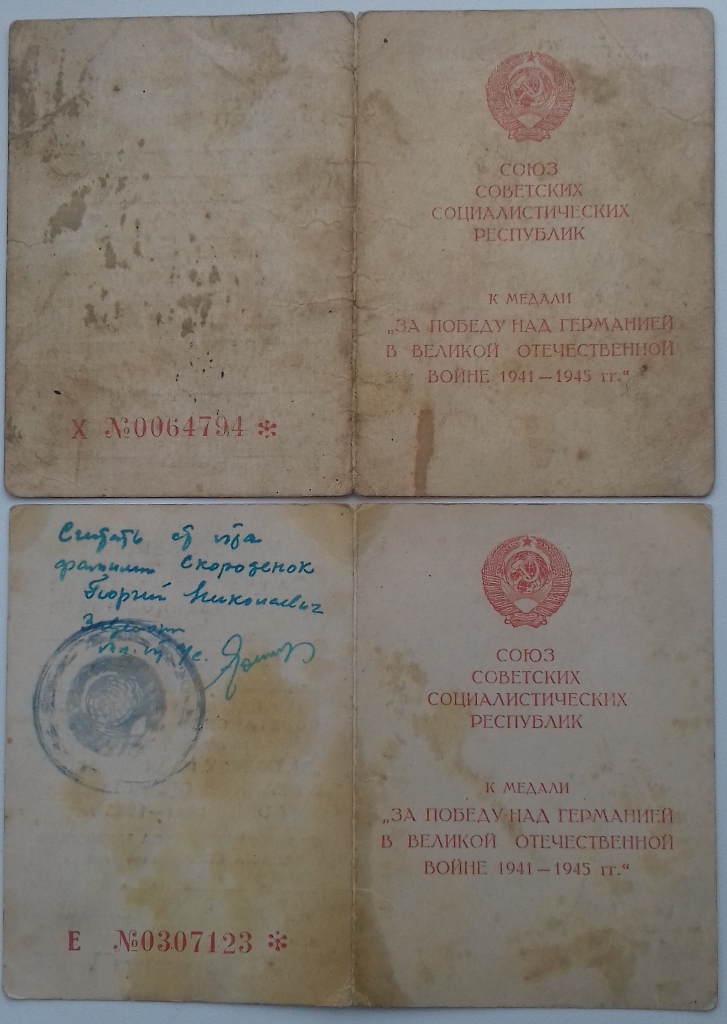 СОЮЗ
СОВЕТСКИХ
СОЦИАЛИСТИЧЕСКИХ
РЕСПУБЛИК
К МЕДАЛИ
„ЗА ПОБЕДУ НАД ГЕРМАНИЕЙ
В ВЕЛИКОЙ ОТЕЧЕСТВЕННОЙ
ВОЙНЕ 1941—1945 гг.“
Х №0064794 *
Считать
фамилию Скороденок
Георгий Николаевич
СОЮЗ
СОВЕТСКИХ
СОЦИАЛИСТИЧЕСКИХ
РЕСПУБЛИК
К МЕДАЛИ
„ЗА ПОБЕДУ НАД ГЕРМАНИЕЙ
В ВЕЛИКОЙ ОТЕЧЕСТВЕННОЙ
ВОЙНЕ 1941—1945 гг.“
Е №0307123 *